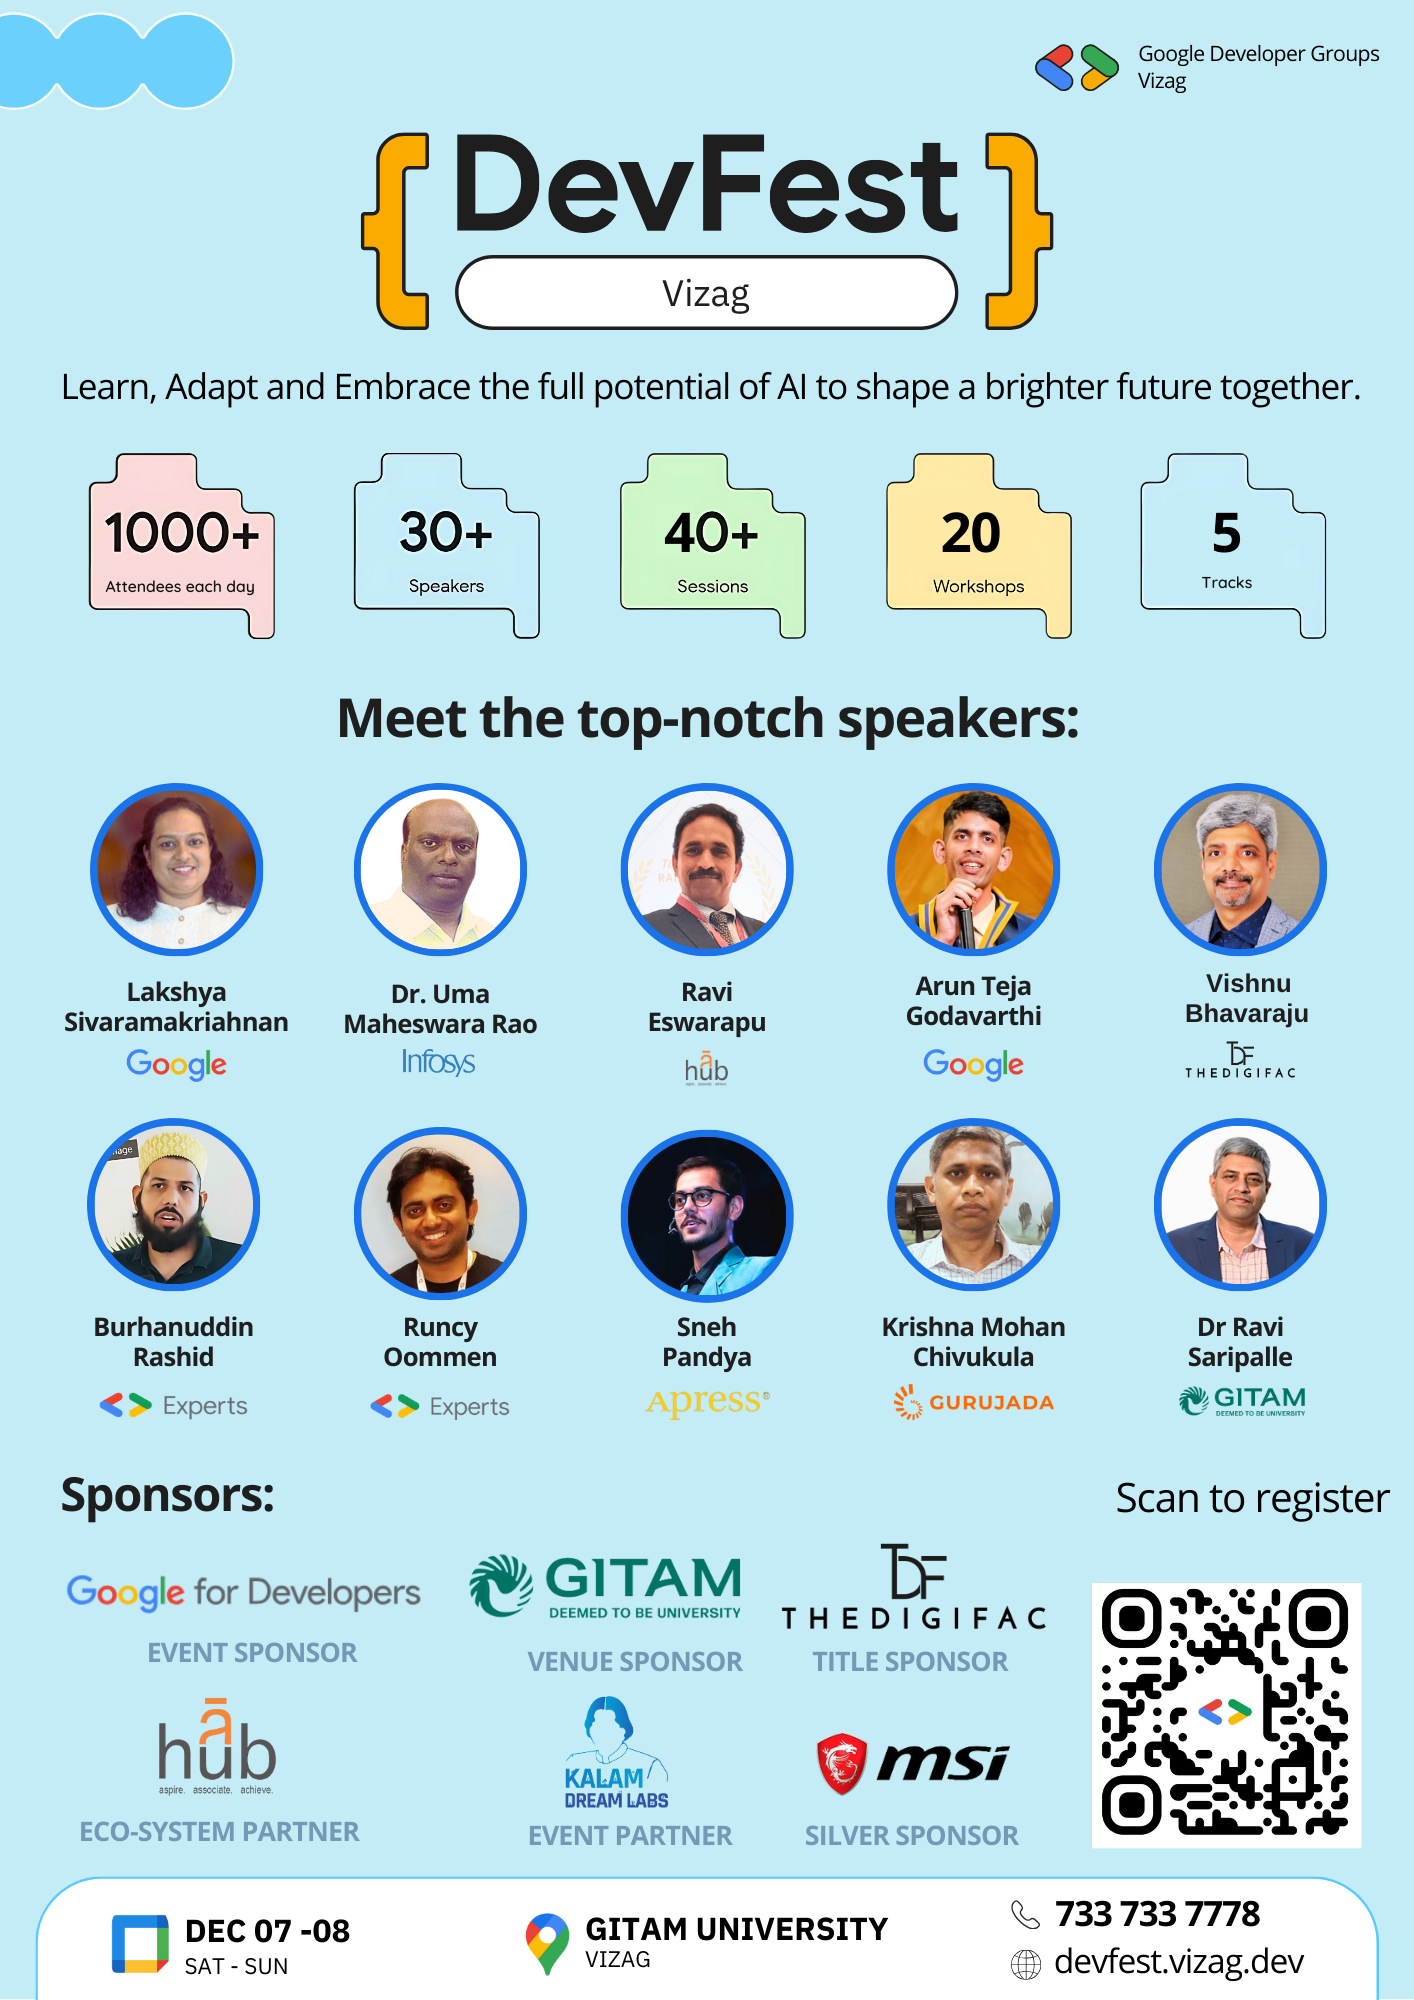 Google Developer Groups
Vizag
DevFest
Vizag
Learn, Adapt and Embrace the full potential of AI to shape a brighter future together.
1000+
Attendees each day
30+
Speakers
40+
Sessions
20
Workshops
5
Tracks
Meet the top-notch speakers:
Lakshya
Sivaramakriahnan
Google
Dr. Uma
Maheswara Rao
Infosys
Ravi
Eswarapu
hūb
aspire. associate. achieve.
Arun Teja
Godavarthi
Google
Vishnu
Bhavaraju
TDF
THEDIGIFAC
Burhanuddin
Rashid
Experts
Runcy
Oommen
Experts
Sneh
Pandya
Apress®
Krishna Mohan
Chivukula
GURUJADA
Dr Ravi
Saripalle
GITAM
DEEMED TO BE UNIVERSITY
Sponsors:
Scan to register
Google for Developers
EVENT SPONSOR
GITAM
DEEMED TO BE UNIVERSITY
VENUE SPONSOR
TDF
THEDIGIFAC
TITLE SPONSOR
ā
hub
aspire. associate. achieve.
ECO-SYSTEM PARTNER
KALAM
DREAM LABS
EVENT PARTNER
msi
SILVER SPONSOR
DEC 07 -08
SAT - SUN
GITAM UNIVERSITY
VIZAG
733 733 7778
devfest.vizag.dev